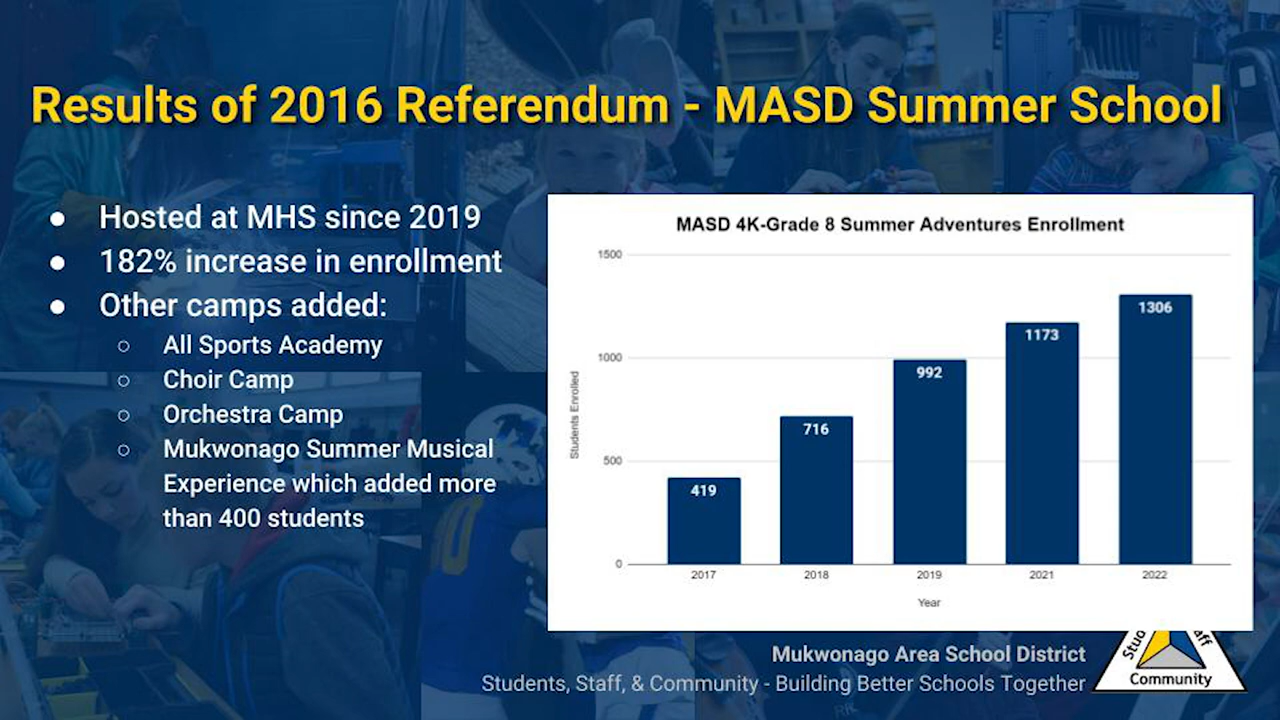 Results of 2016 Referendum - MASD Summer School
● Hosted at MHS since 2019
● 182% increase in enrollment
● Other camps added:
○ All Sports Academy
○ Choir Camp
○ Orchestra Camp
○ Mukwonago Summer Musical
Experience which added more
than 400 students
MASD 4K-Grade 8 Summer Adventures Enrollment
Students Enrolled
1500
1000
500
0
419
716
992
1173
1306
2017 2018 2019 2021 2022
Year
Mukwonago Area School District
Students, Staff, & Community - Building Better Schools Together
Community